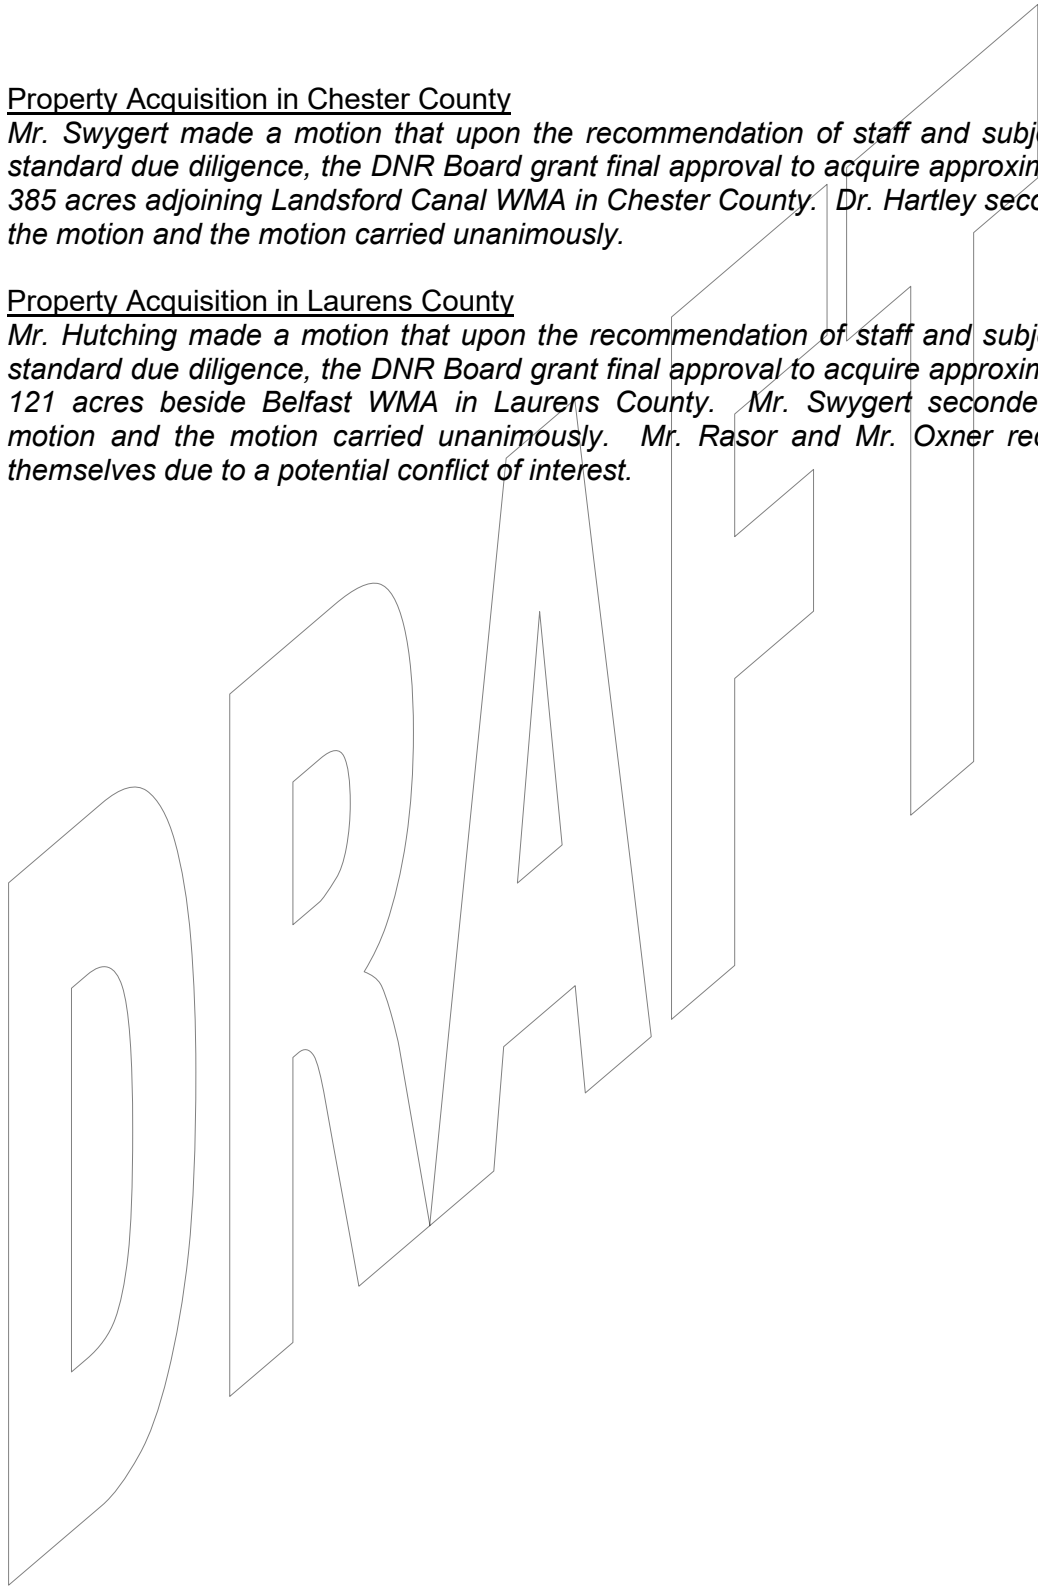 Property Acquisition in Chester County
Mr. Swygert made a motion that upon the recommendation of staff and subj
standard due diligence, the DNR Board grant final approval to acquire approxin
385 acres adjoining Landsford Canal WMA in Chester County. Dr. Hartley seco
the motion and the motion carried unanimously.
Property Acquisition in Laurens County
Mr. Hutching made a motion that upon the recommendation of staff and subj
standard due diligence, the DNR Board grant final approval to acquire approxin
121 acres beside Belfast WMA in Laurens County. Mr. Swygert seconde
motion and the motion carried unanimously. Mr. Rasor and Mr. Oxner rec
themselves due to a potential conflict of interest.
DRAFT